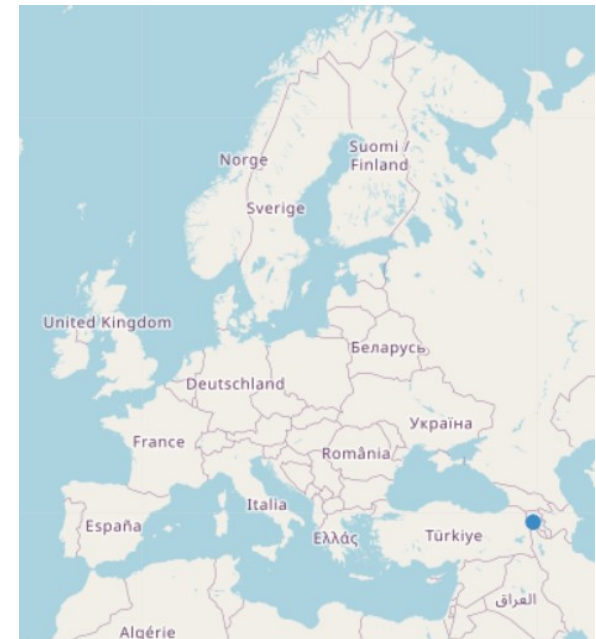 Norge
Suomi /
Finland
Sverige
United Kingdom
Беларусь
Deutschland
Україна
France
România
Italia
España
Ελλάς
Türkiye
العراق
Algérie